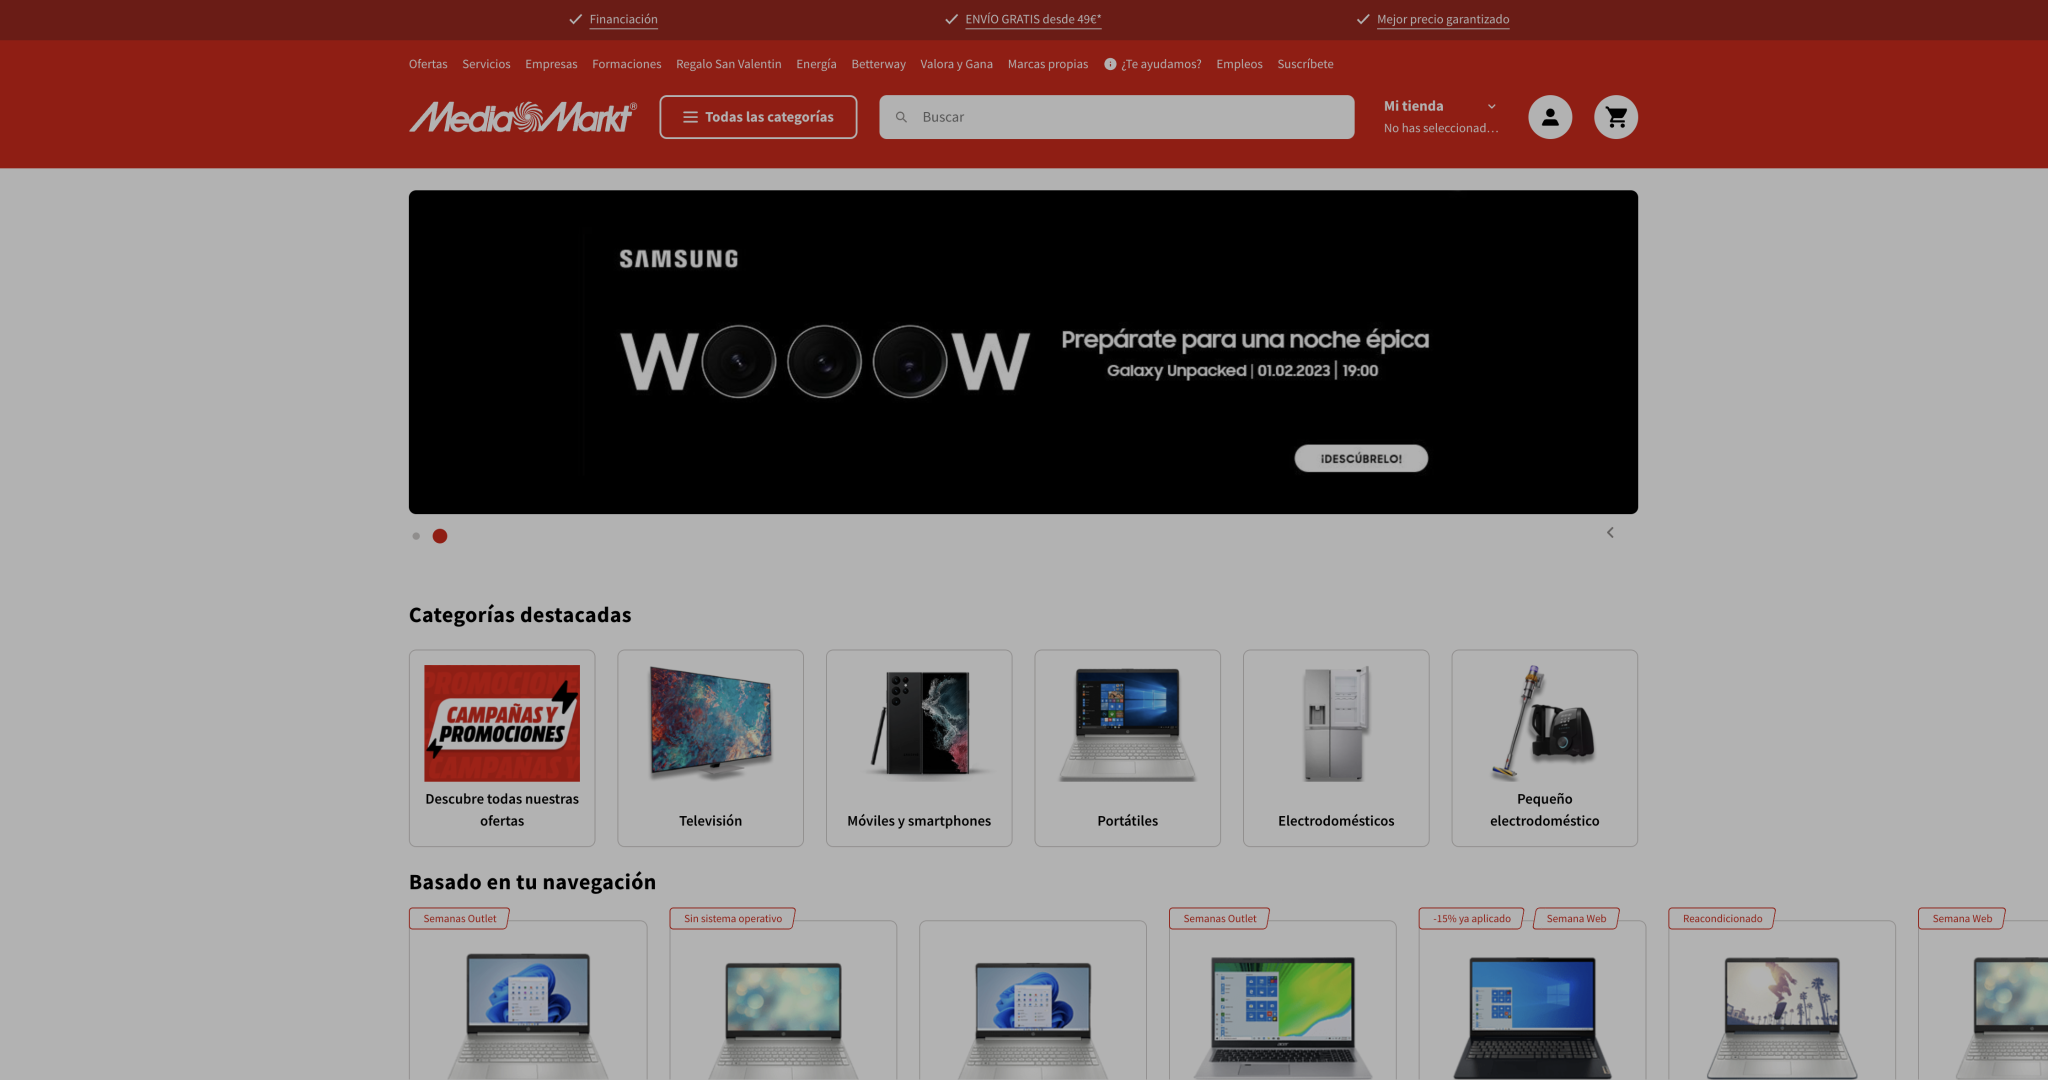 Financiación
ENVÍO GRATIS desde 49€*
Mejor precio garantizado
Ofertas Servicios Empresas Formaciones Regalo San Valentin Energía Betterway Valora y Gana Marcas propias ¿Te ayudamos? Empleos Suscríbete
MediaMarkt®
Todas las categorías
Buscar
Mi tienda
No has seleccionad...
SAMSUNG
WOOOW
Prepárate para una noche épica
Galaxy Unpacked | 01.02.2023 | 19:00
¡DESCÚBRELO!
Categorías destacadas
CAMPAÑAS Y
PROMOCIONES
Descubre todas nuestras
ofertas
Televisión
Móviles y smartphones
Portátiles
Electrodomésticos
Pequeño
electrodoméstico
Basado en tu navegación
Semanas Outlet
Sin sistema operativo
Semanas Outlet
-15% ya aplicado
Semana Web
Reacondicionado
Semana Web